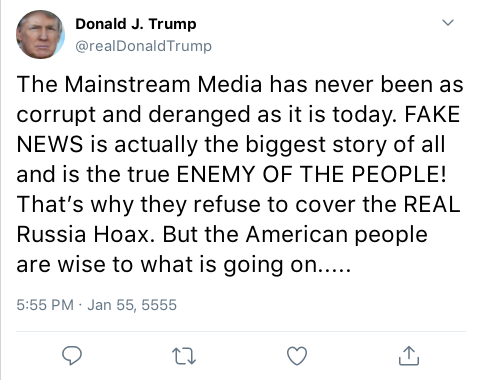 Donald J. Trump
@realDonaldTrump
The Mainstream Media has never been as
corrupt and deranged as it is today. FAKE
NEWS is actually the biggest story of all
and is the true ENEMY OF THE PEOPLE!
That’s why they refuse to cover the REAL
Russia Hoax. But the American people
are wise to what is going on.....
5:55 PM · Jan 55, 5555